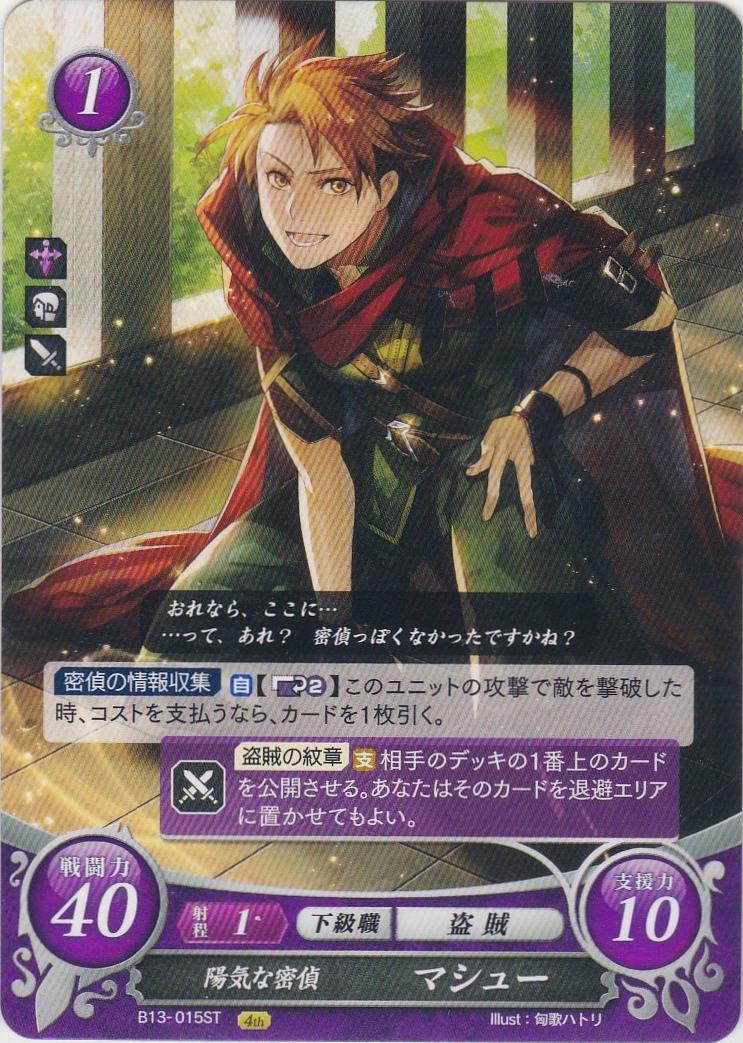 1
おれなら、ここに…
…って、あれ? 密偵っぽくなかったですかね?
密偵の情報収集 自【2】このユニットの攻撃で敵を撃破した
時、コストを支払うなら、カードを1枚引く。
盗賊の紋章 支 相手のデッキの1番上のカード
を公開させる。あなたはそのカードを退避エリア
に置かせてもよい。
戦闘力
40
射程 1
下級職 盗賊
支援力
10
陽気な密偵 マシュー
B13-015ST 4th Illust:匈歌ハトリ